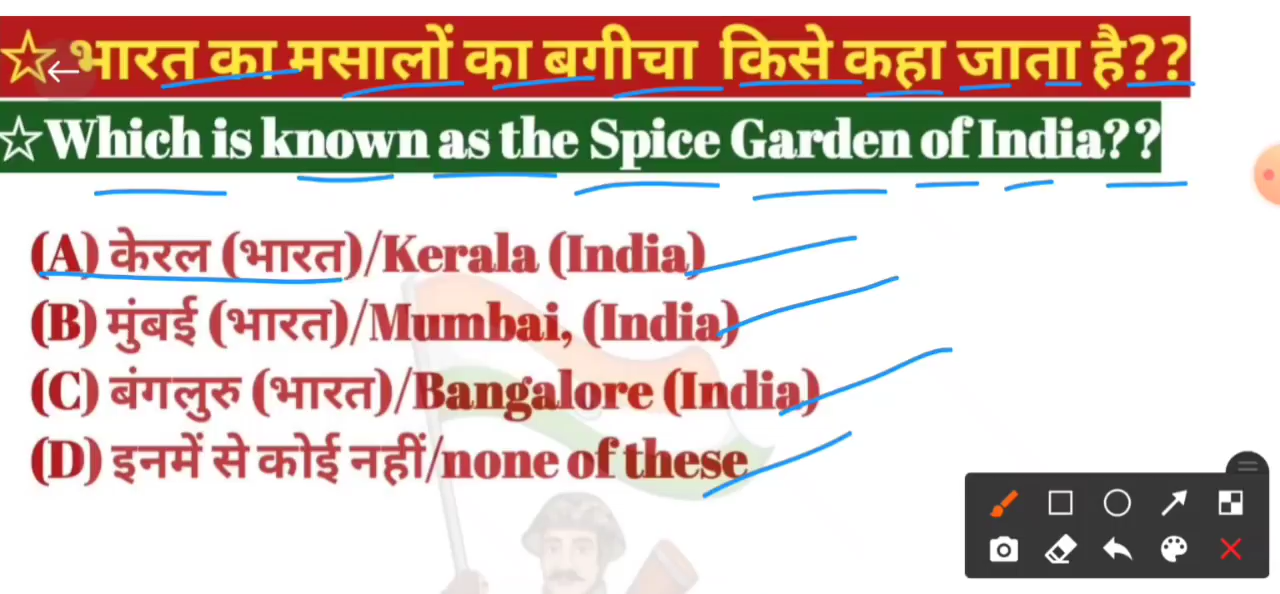 ☆भारत का मसालों का बगीचा किसे कहा जाता है??
☆Which is known as the Spice Garden of India??
(A) केरल (भारत)/Kerala (India)
(B) मुंबई (भारत)/Mumbai, (India)
(C) बंगलुरु (भारत)/Bangalore (India)
(D) इनमें से कोई नहीं/none of these